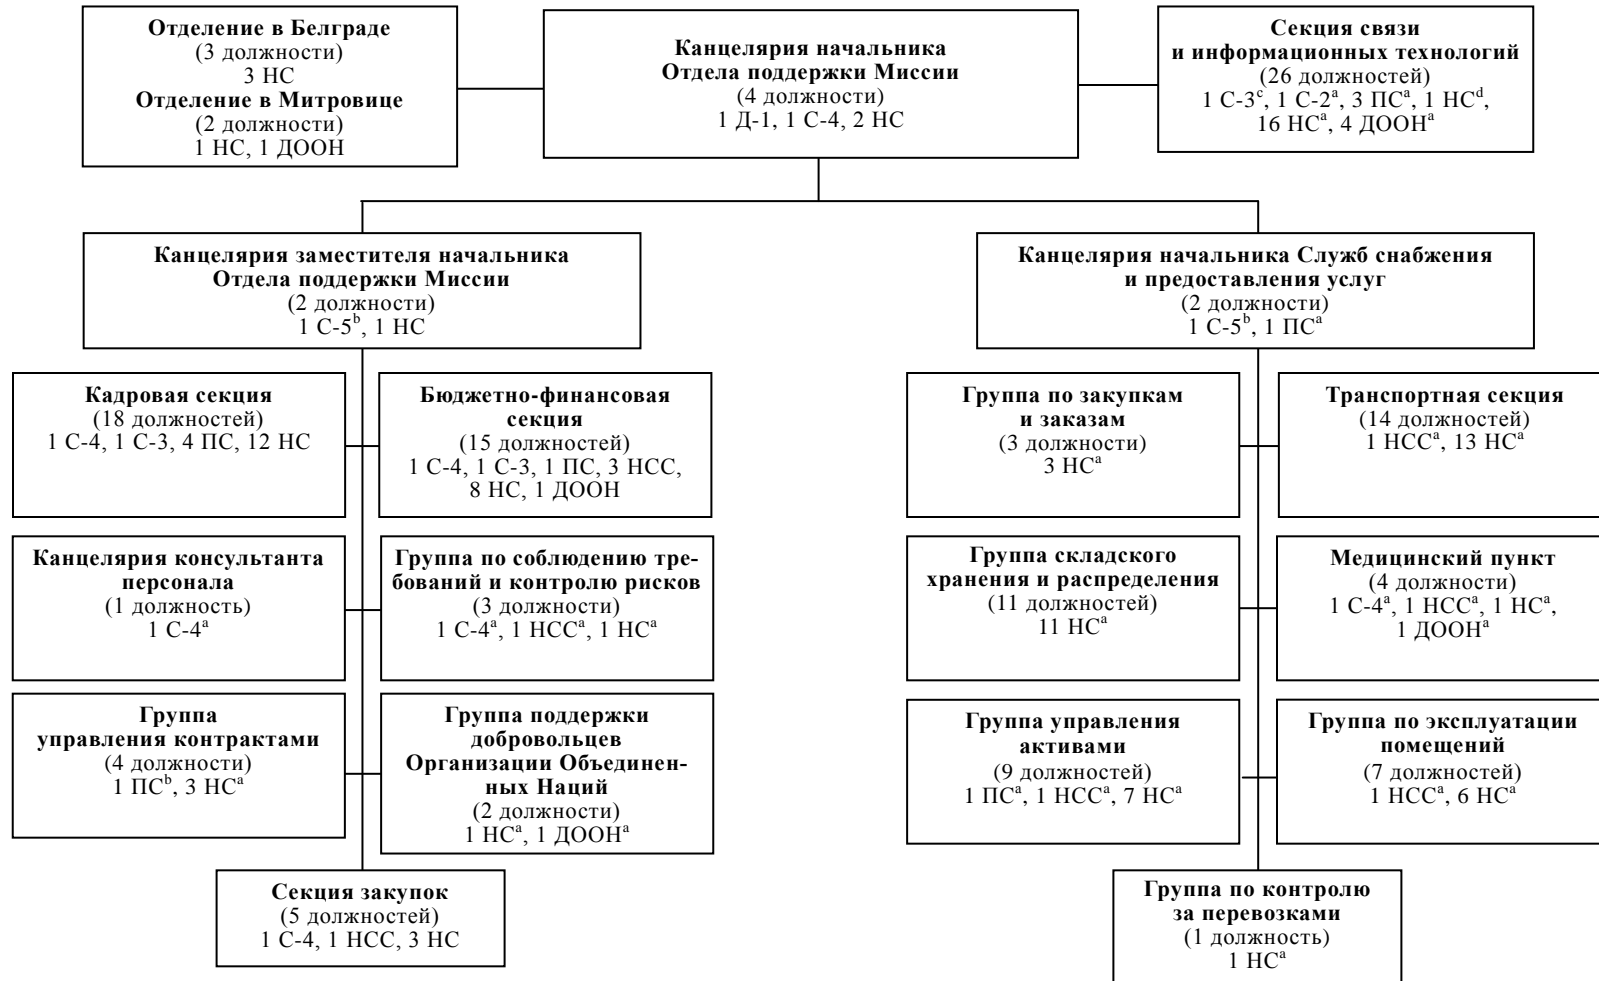 Отделение в Белграде
(3 должности)
3 НС
Отделение в Митровице
(2 должности)
1 НС, 1 ДООН
Канцелярия начальника
Отдела поддержки Миссии
(4 должности)
1 Д-1, 1 С-4, 2 НС
Секция связи
и информационных технологий
(26 должностей)
1 С-3ᶜ, 1 С-2ᵃ, 3 ПСᵃ, 1 НСᵈ,
16 НСᵃ, 4 ДООНᵃ
Канцелярия заместителя начальника
Отдела поддержки Миссии
(2 должности)
1 С-5ᵇ, 1 НС
Канцелярия начальника Служб снабжения
и предоставления услуг
(2 должности)
1 С-5ᵇ, 1 ПСᵃ
Кадровая секция
(18 должностей)
1 С-4, 1 С-3, 4 ПС, 12 НС
Бюджетно-финансовая
секция
(15 должностей)
1 С-4, 1 С-3, 1 ПС, 3 НСС,
8 НС, 1 ДООН
Группа по закупкам
и заказам
(3 должности)
3 НСᵃ
Транспортная секция
(14 должностей)
1 НССᵃ, 13 НСᵃ
Канцелярия консультанта
персонала
(1 должность)
1 С-4ᵃ
Группа по соблюдению тре-
бований и контролю рисков
(3 должности)
1 С-4ᵃ, 1 НССᵃ, 1 НСᵃ
Группа складского
хранения и распределения
(11 должностей)
11 НСᵃ
Медицинский пункт
(4 должности)
1 С-4ᵃ, 1 НССᵃ, 1 НСᵃ,
1 ДООНᵃ
Группа
управления контрактами
(4 должности)
1 ПСᵇ, 3 НСᵃ
Группа поддержки
добровольцев
Организации Объединен-
ных Наций
(2 должности)
1 НСᵃ, 1 ДООНᵃ
Группа управления
активами
(9 должностей)
1 ПСᵃ, 1 НССᵃ, 7 НСᵃ
Группа по эксплуатации
помещений
(7 должностей)
1 НССᵃ, 6 НСᵃ
Секция закупок
(5 должностей)
1 С-4, 1 НСС, 3 НС
Группа по контролю
за перевозками
(1 должность)
1 НСᵃ